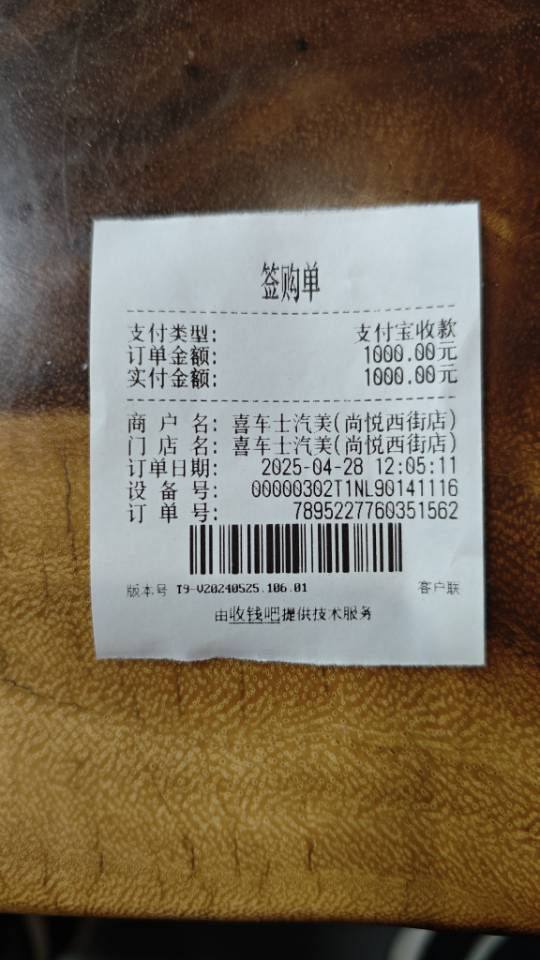 签购单
支付类型: 支付宝收款
订单金额: 1000.00元
实付金额: 1000.00元
商户名: 喜车士汽美(尚悦西街店)
门店名: 喜车士汽美(尚悦西街店)
订单日期: 2025-04-28 12:05:11
设备号: 00000302T1NL90141116
订单号: 7895227760351562
版本号 T9-V20240525.106.01 客户联
由收钱吧提供技术服务